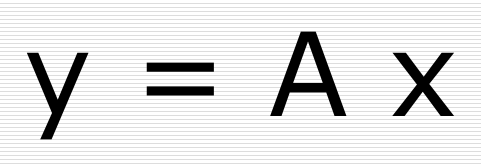 y = A x